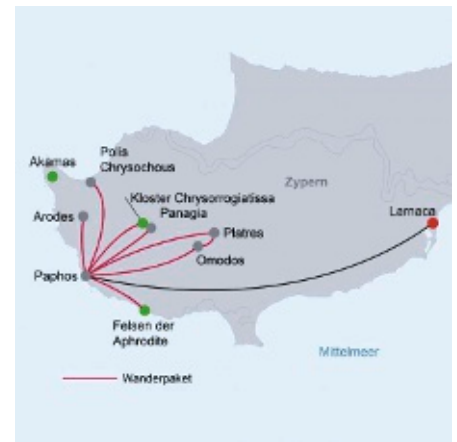 Akamas
Polis
Chrysochous
Kloster Chrysorrogiatissa
Panagia
Zypern
Larnaca
Arodes
Platres
Omodos
Paphos
Felsen der
Aphrodite
Mittelmeer
Wanderpaket